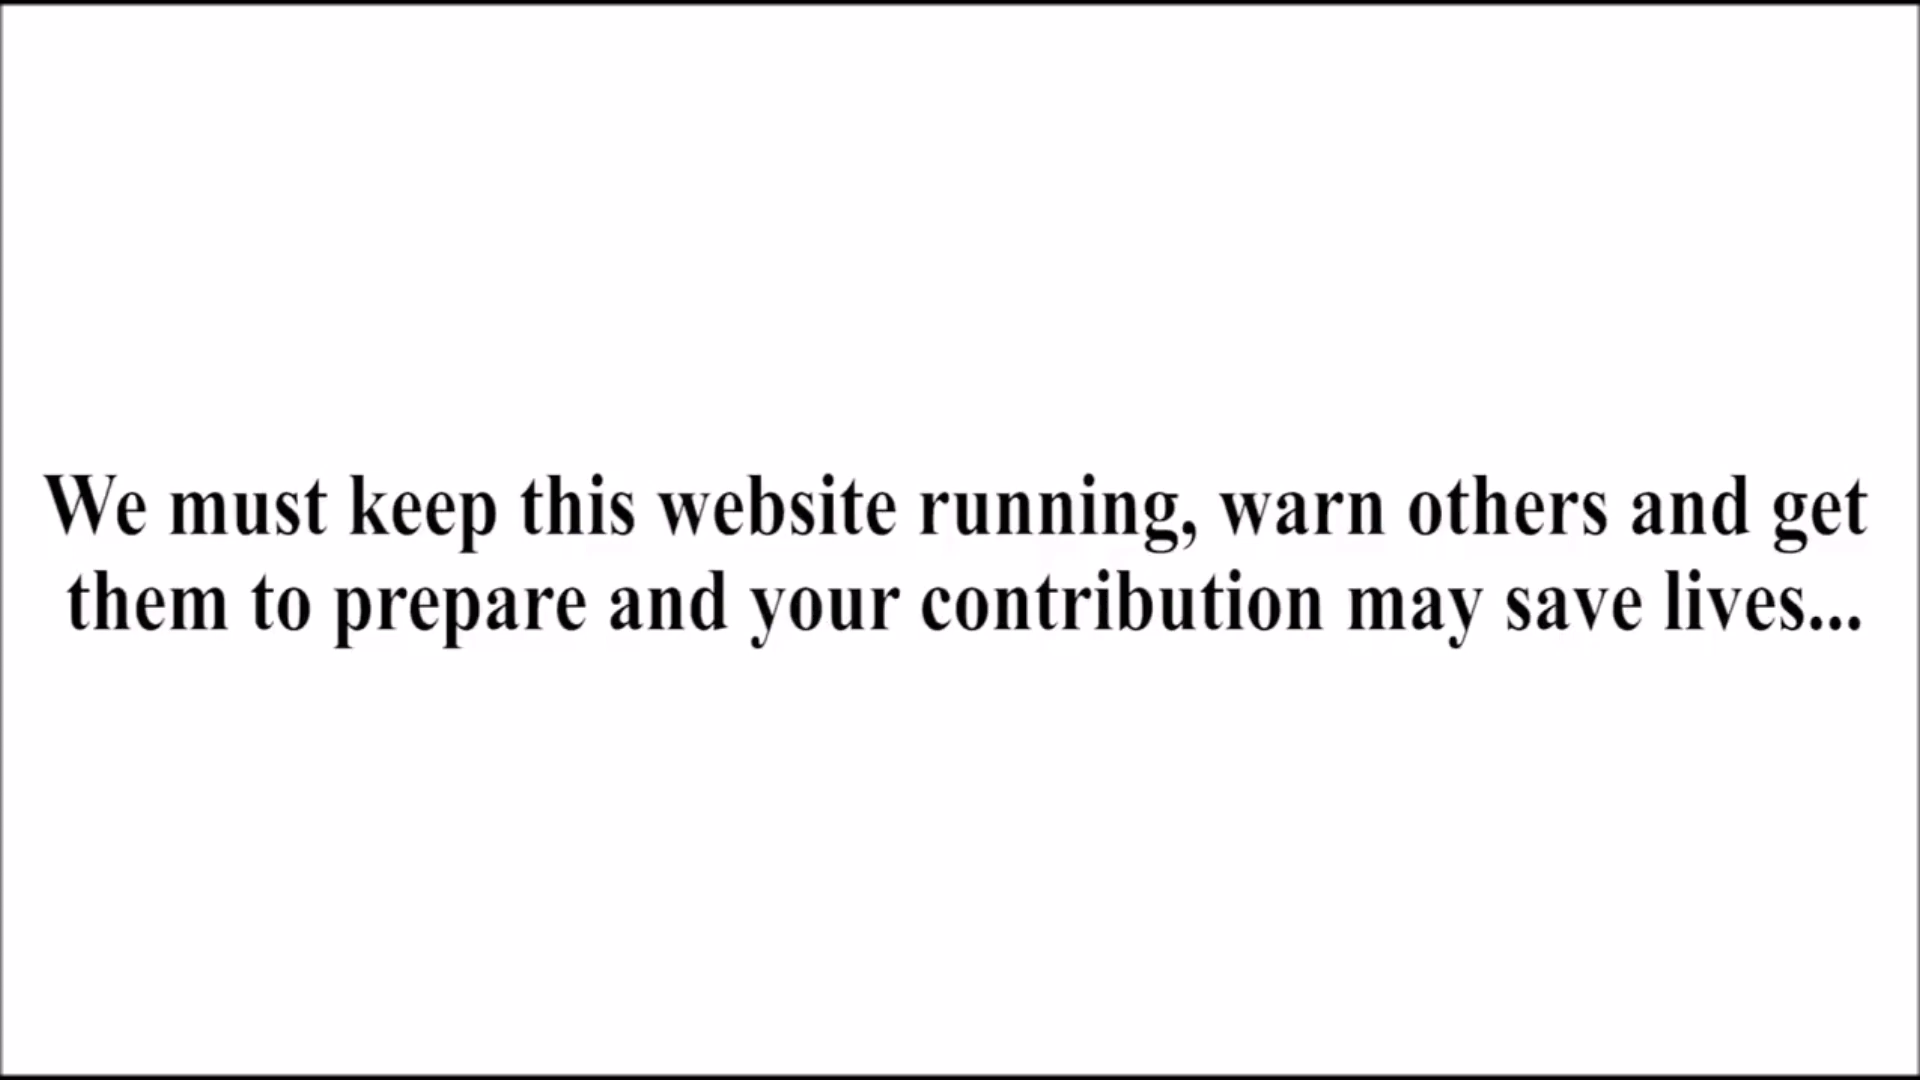 We must keep this website running, warn others and get
them to prepare and your contribution may save lives...